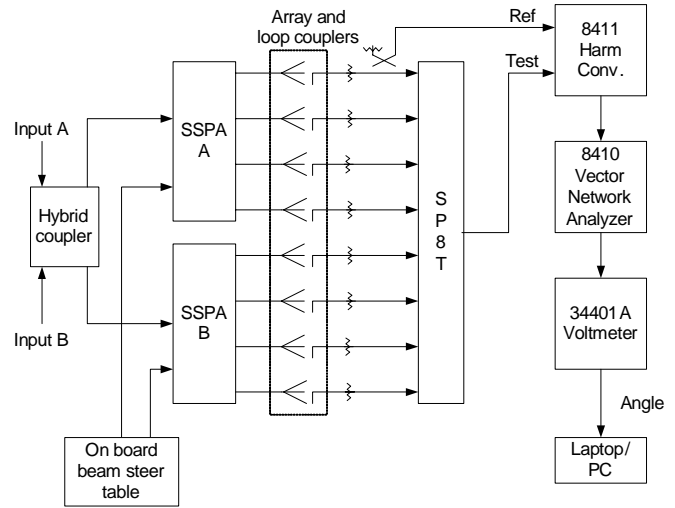 Array and
loop couplers
Ref
Test
8411
Harm
Conv.
Input A
SSPA
A
Hybrid
coupler
Input B
SSPA
B
S
P
8
T
8410
Vector
Network
Analyzer
34401A
Voltmeter
Angle
On board
beam steer
table
Laptop/
PC